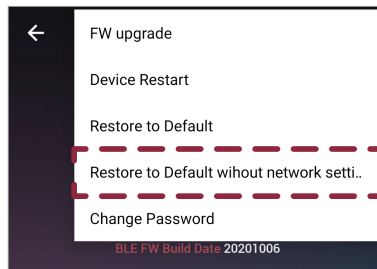 FW upgrade
Device Restart
Restore to Default
Restore to Default wihout network setti..
Change Password
BLE FW Build Date 20201006